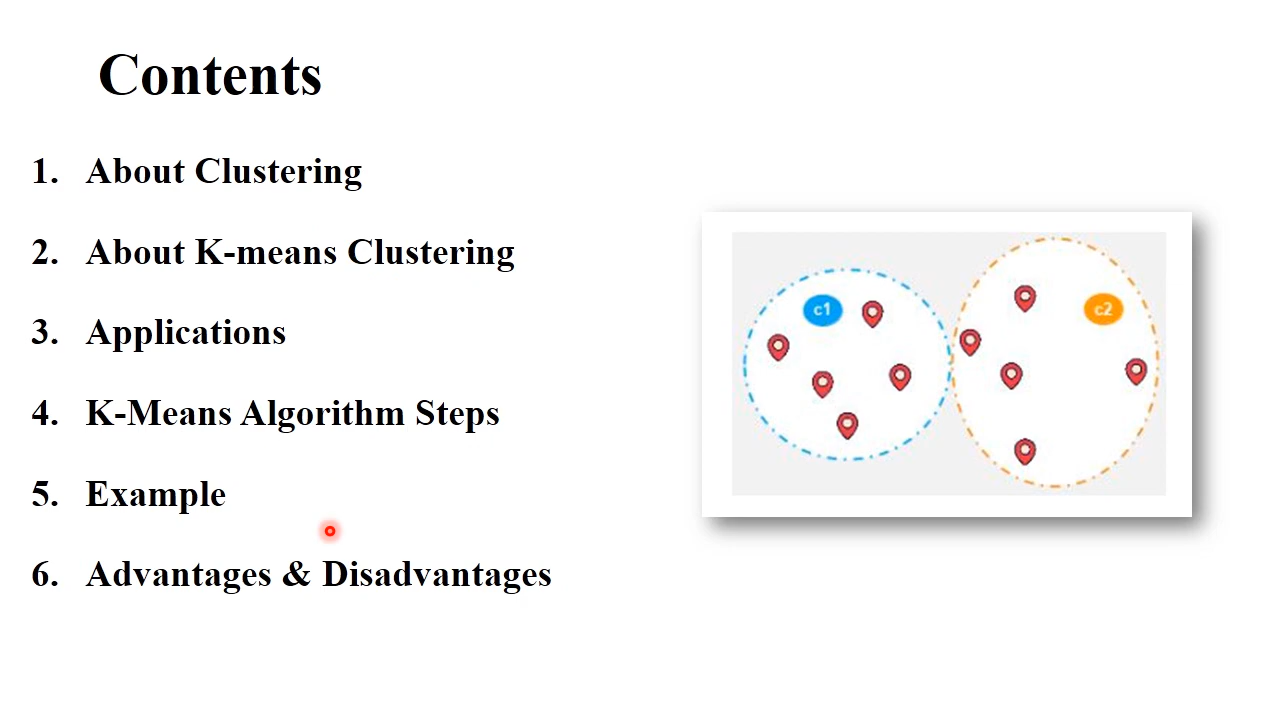 Contents
1. About Clustering
2. About K-means Clustering
3. Applications
4. K-Means Algorithm Steps
5. Example
6. Advantages & Disadvantages
c1
c2